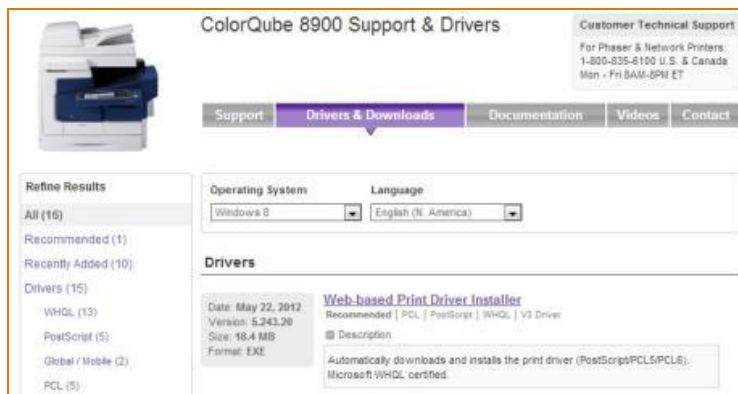 ColorQube 8900 Support & Drivers
Customer Technical Support
For Phaser & Network Printers:
1-800-835-6100 U.S. & Canada
Mon - Fri 8AM-8PM ET
Support
Drivers & Downloads
Documentation
Videos
Contact
Refine Results
All (16)
Recommended (1)
Recently Added (10)
Drivers (15)
WHQL (13)
PostScript (5)
Global / Mobile (2)
PCL (5)
Operating System
Language
Windows 8
English (N. America)
Drivers
Date: May 22, 2012
Version: 5.243.20
Size: 18.4 MB
Format: EXE
Web-based Print Driver Installer
Recommended | PCL | PostScript | WHQL | V3 Driver
Description
Automatically downloads and installs the print driver (PostScript/PCL5/PCL6).
Microsoft WHQL certified.